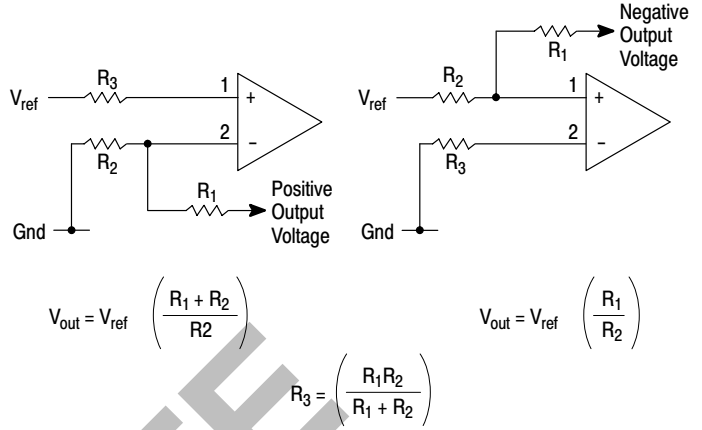 Negative
Output
Voltage
R1
R3
Vref
1
+
2
−
R2
R1
Positive
Output
Voltage
Gnd
R2
Vref
1
+
2
−
R3
Gnd
Vout = Vref (R1 + R2 / R2)
Vout = Vref (R1 / R2)
R3 = (R1R2 / R1 + R2)